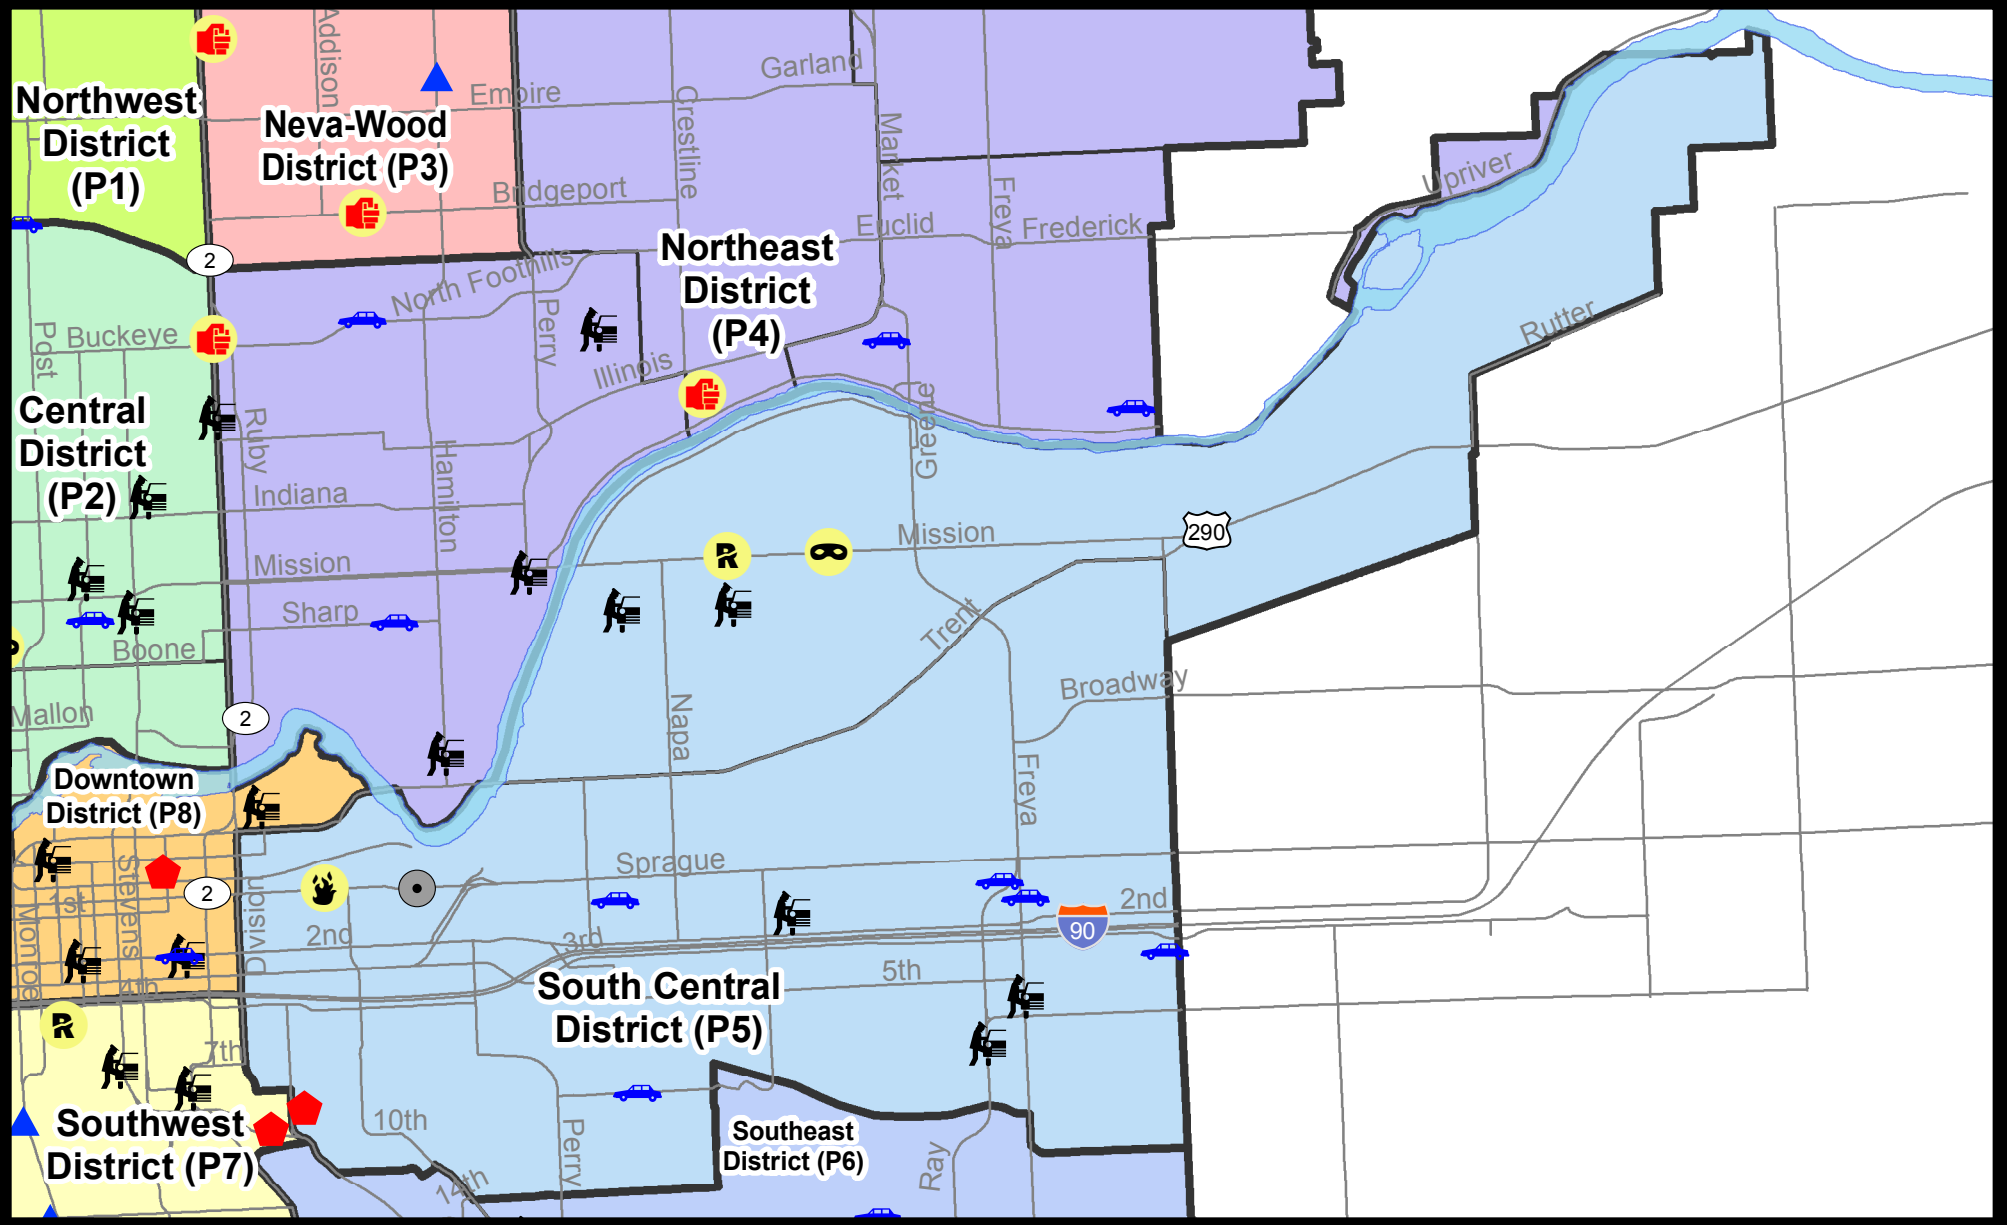 Addison
Garland
Empire
Northwest
District
(P1)
Neva-Wood
District (P3)
Crestline
Market
Bridgeport
Freya
Upriver
Euclid
Frederick
Northeast
District
(P4)
2
North Foothills
Perry
Post
Buckeye
Illinois
Rutter
Central
District
(P2)
Ruby
Hamilton
Greene
Indiana
Mission
Mission
290
Sharp
Trent
Boone
Broadway
Napa
Mallon
2
Downtown
District (P8)
Freya
Stevens
Sprague
1st
2
Division
Monroe
2nd
3rd
2nd
90
4th
5th
South Central
District (P5)
R
R
7th
Southwest
District (P7)
10th
Perry
14th
Southeast
District (P6)
Ray